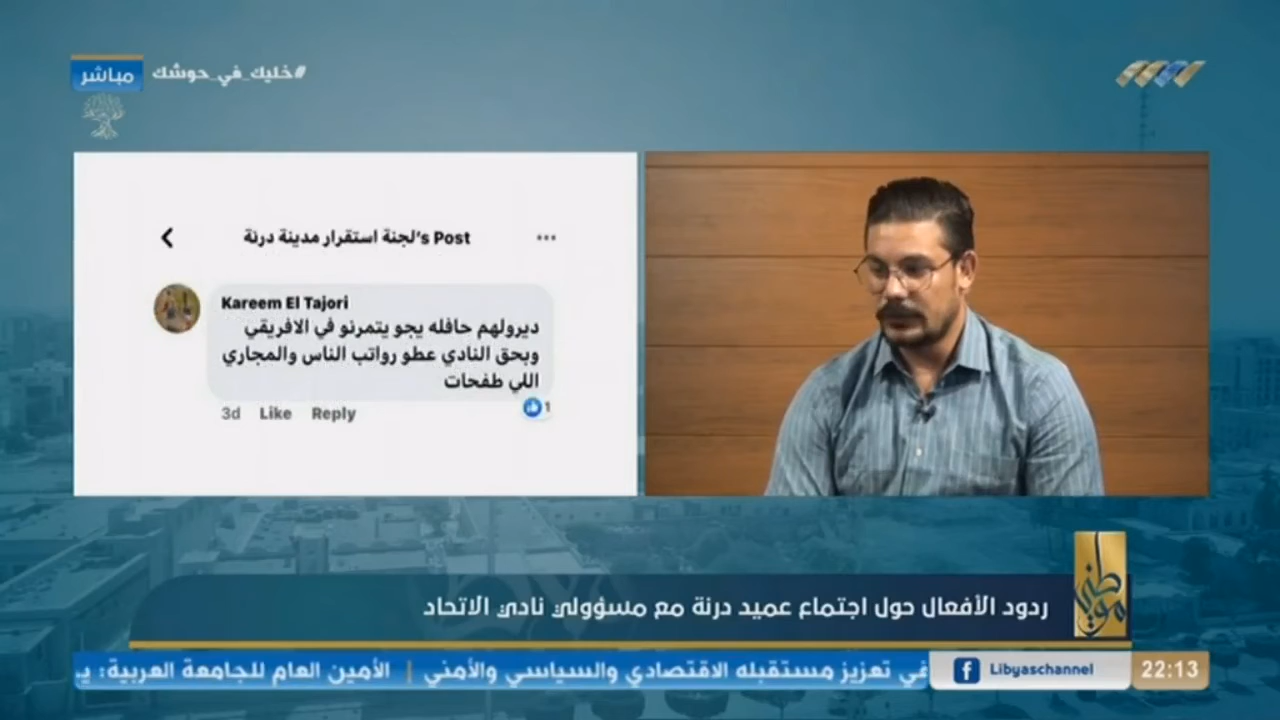 #خليك_في_حوشك
مباشر
لجنة استقرار مدينة درنة's Post
Kareem El Tajori
ديرولهم حافله يجو يتمرنو في الافريقي
وبحق النادي عطو رواتب الناس والمجاري
اللي طفحات
3d Like Reply
1
موطني
ردود الأفعال حول اجتماع عميد درنة مع مسؤولي نادي الاتحاد
في تعزيز مستقبله الاقتصادي والسياسي والأمني | الأمين العام للجامعة العربية:
Libyaschannel
22:13